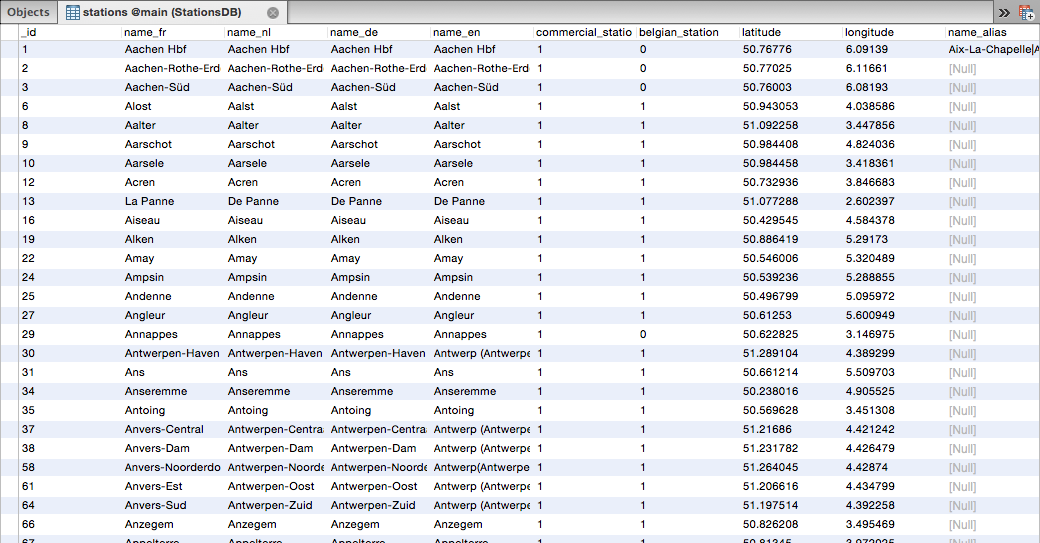 Objects stations @main (StationsDB)
_id name_fr name_nl name_de name_en commercial_statio belgian_station latitude longitude name_alias
1 Aachen Hbf Aachen Hbf Aachen Hbf Aachen Hbf 1 0 50.76776 6.09139 Aix-La-Chapelle|A
2 Aachen-Rothe-Erd Aachen-Rothe-Erd Aachen-Rothe-Erd Aachen-Rothe-Erd 1 0 50.77025 6.11661 [Null]
3 Aachen-Süd Aachen-Süd Aachen-Süd Aachen-Süd 1 0 50.76003 6.08193 [Null]
6 Alost Aalst Aalst Aalst 1 1 50.943053 4.038586 [Null]
8 Aalter Aalter Aalter Aalter 1 1 51.092258 3.447856 [Null]
9 Aarschot Aarschot Aarschot Aarschot 1 1 50.984408 4.824036 [Null]
10 Aarsele Aarsele Aarsele Aarsele 1 1 50.984458 3.418361 [Null]
12 Acren Acren Acren Acren 1 1 50.732936 3.846683 [Null]
13 La Panne De Panne De Panne De Panne 1 1 51.077288 2.602397 [Null]
16 Aiseau Aiseau Aiseau Aiseau 1 1 50.429545 4.584378 [Null]
19 Alken Alken Alken Alken 1 1 50.886419 5.29173 [Null]
22 Amay Amay Amay Amay 1 1 50.546006 5.320489 [Null]
24 Ampsin Ampsin Ampsin Ampsin 1 1 50.539236 5.288855 [Null]
25 Andenne Andenne Andenne Andenne 1 1 50.496799 5.095972 [Null]
27 Angleur Angleur Angleur Angleur 1 1 50.61253 5.600949 [Null]
29 Annappes Annappes Annappes Annappes 1 0 50.622825 3.146975 [Null]
30 Antwerpen-Haven Antwerpen-Haven Antwerpen-Haven Antwerp (Antwerpe 1 1 51.289104 4.389299 [Null]
31 Ans Ans Ans Ans 1 1 50.661214 5.509703 [Null]
34 Anseremme Anseremme Anseremme Anseremme 1 1 50.238016 4.905525 [Null]
35 Antoing Antoing Antoing Antoing 1 1 50.569628 3.451308 [Null]
37 Anvers-Central Antwerpen-Centra Antwerpen-Centra Antwerp (Antwerpe 1 1 51.21686 4.421242 [Null]
38 Anvers-Dam Antwerpen-Dam Antwerpen-Dam Antwerp (Antwerpe 1 1 51.231782 4.426479 [Null]
58 Anvers-Noorderdo Antwerpen-Noorde Antwerpen-Noorde Antwerp(Antwerpe 1 1 51.264045 4.42874 [Null]
61 Anvers-Est Antwerpen-Oost Antwerpen-Oost Antwerp (Antwerpe 1 1 51.206616 4.434799 [Null]
64 Anvers-Sud Antwerpen-Zuid Antwerpen-Zuid Antwerp (Antwerpe 1 1 51.197514 4.392258 [Null]
66 Anzegem Anzegem Anzegem Anzegem 1 1 50.826208 3.495469 [Null]